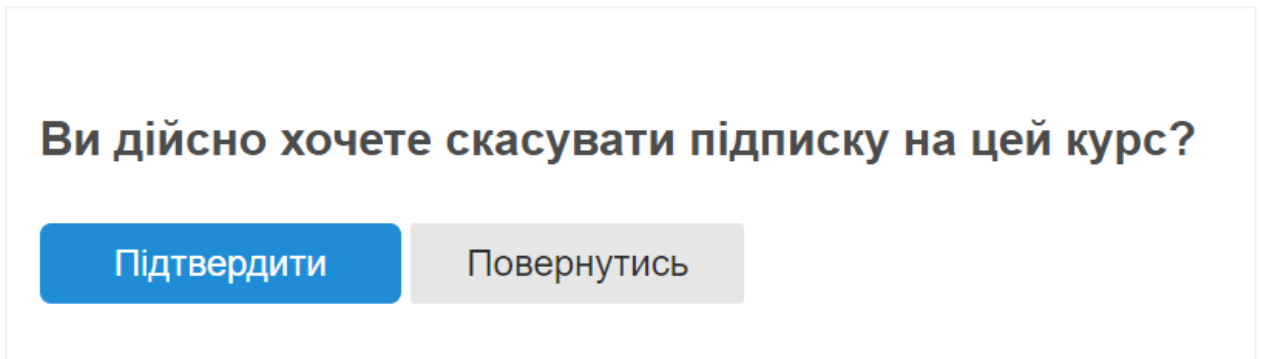 Ви дійсно хочете скасувати підписку на цей курс?
Підтвердити Повернутись